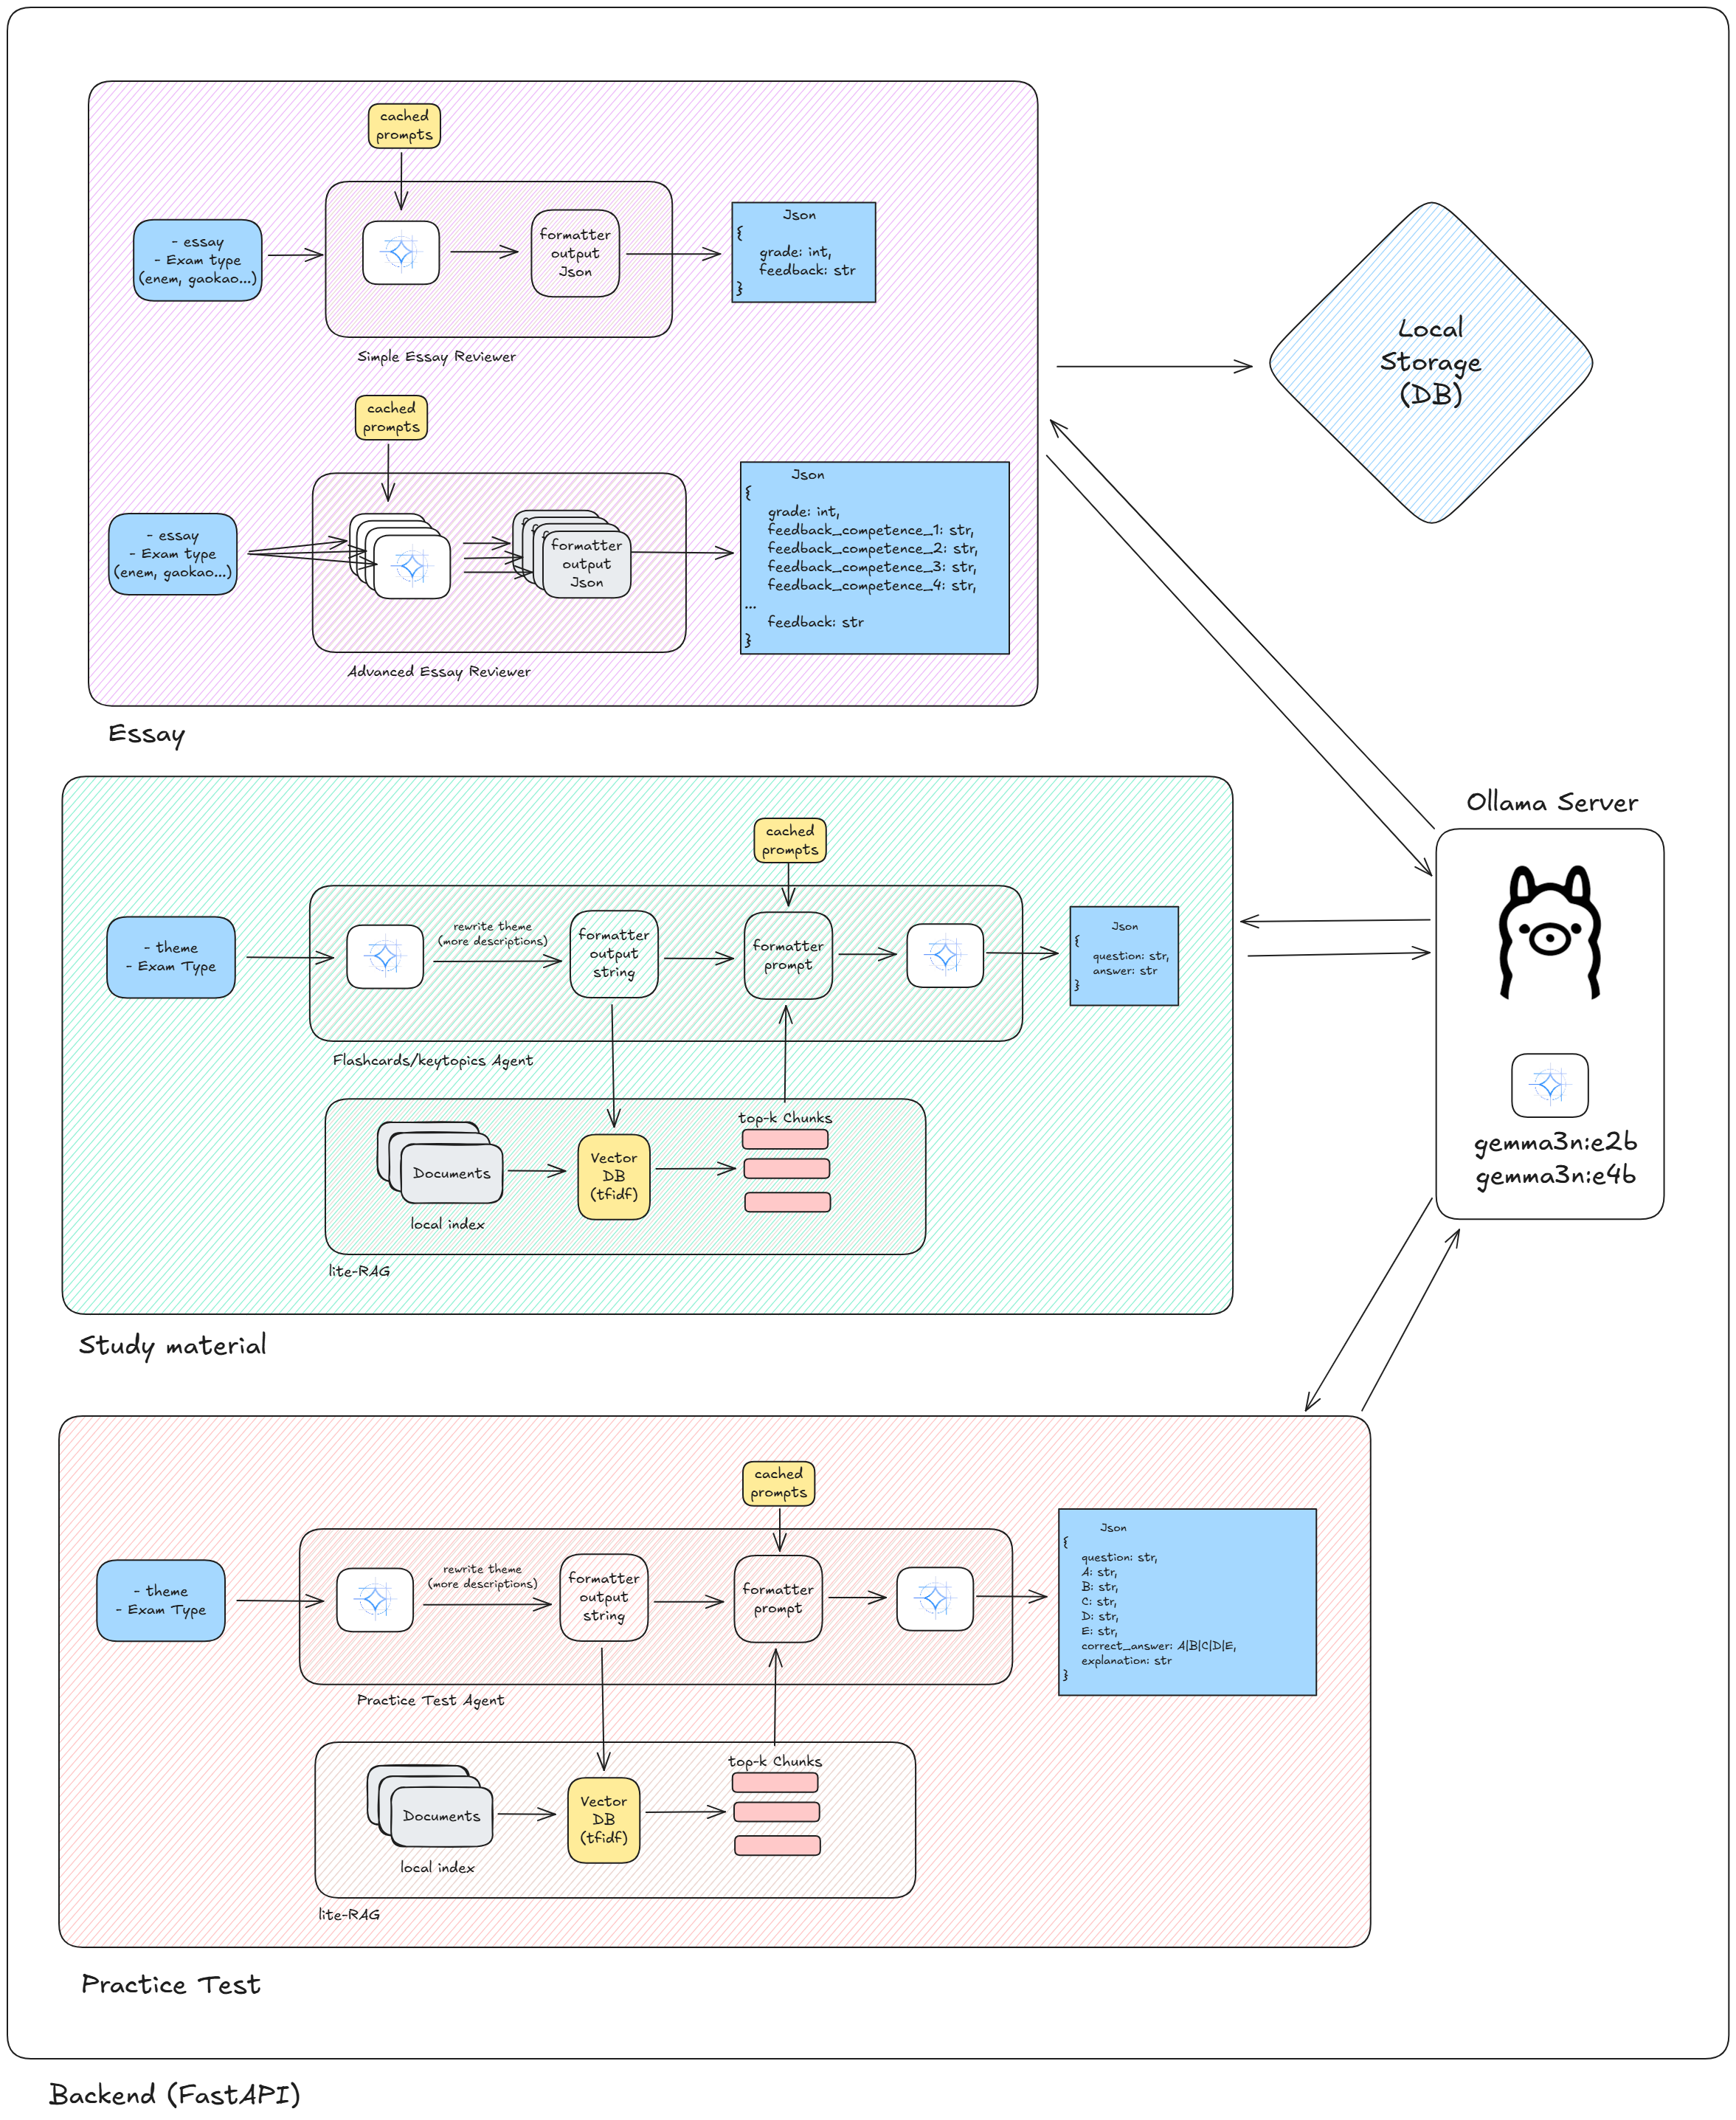 cached
prompts
- essay
- Exam type
(enem, gaokao...)
formatter
output
Json
Json
{
grade: int,
feedback: str
}
Simple Essay Reviewer
Local
Storage
(DB)
cached
prompts
- essay
- Exam type
(enem, gaokao...)
formatter
output
Json
Json
{
grade: int,
feedback_competence_1: str,
feedback_competence_2: str,
feedback_competence_3: str,
feedback_competence_4: str,
...
feedback: str
}
Advanced Essay Reviewer
Essay
Ollama Server
gemma3n:e2b
gemma3n:e4b
cached
prompts
- theme
- Exam Type
rewrite theme
(more descriptions)
formatter
output
string
formatter
prompt
Json
{
question: str,
answer: str
}
Flashcards/keytopics Agent
Documents
local index
Vector
DB
(tfidf)
top-k Chunks
lite-RAG
Study material
cached
prompts
- theme
- Exam Type
rewrite theme
(more descriptions)
formatter
output
string
formatter
prompt
Json
{
question: str,
A: str,
B: str,
C: str,
D: str,
E: str,
correct_answer: A|B|C|D|E,
explanation: str
}
Practice Test Agent
Documents
local index
Vector
DB
(tfidf)
top-k Chunks
lite-RAG
Practice Test
Backend (FastAPI)